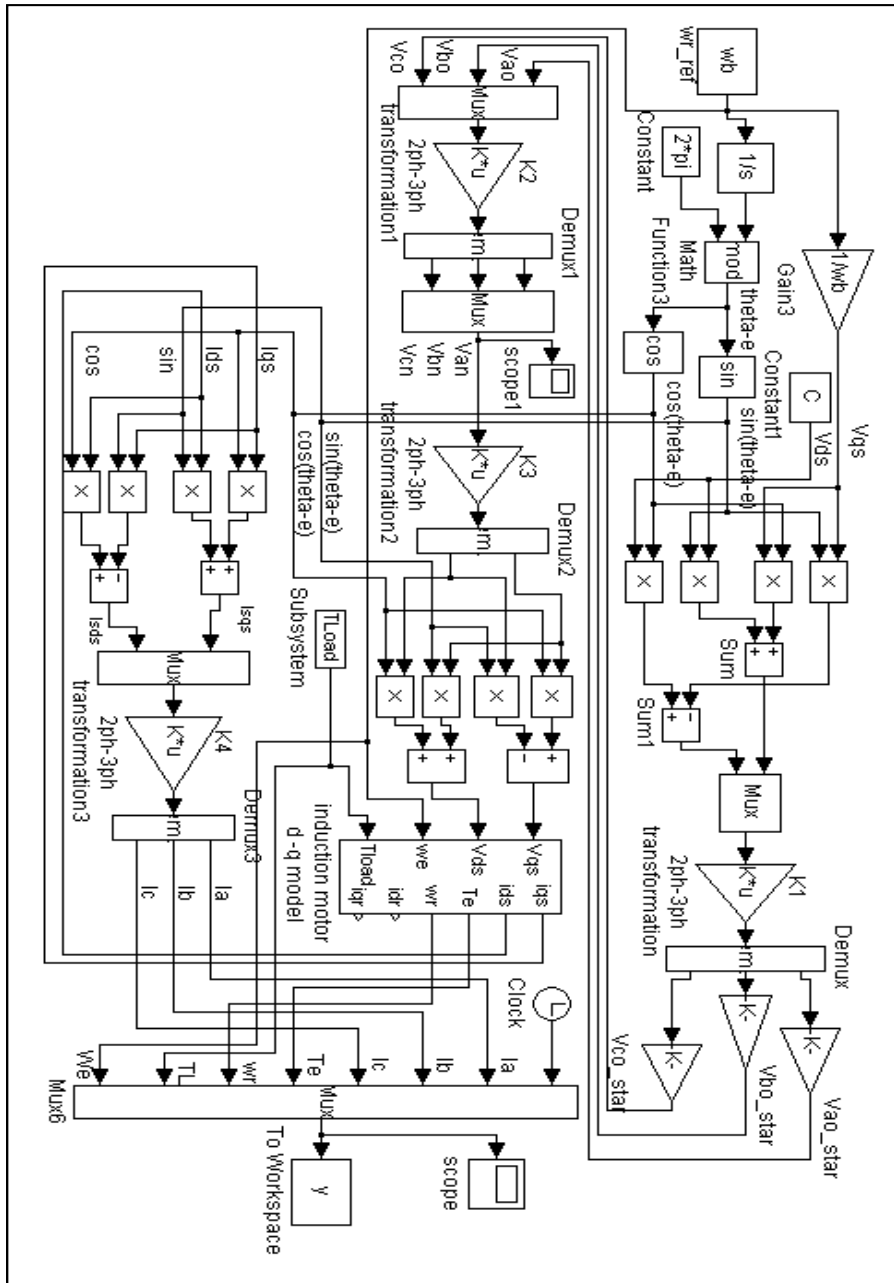 wb
wr_ref
1/s
2*pi
Constant
mod
Math
Function3
theta-e
1/wb
Gain3
cos
sin
cos(theta-e)
sin(theta-e)
C
Constant1
Vds
Vqs
X
X
X
X
+
+
Sum
-
+
Sum1
Mux
K*u
K1
2ph-3ph
transformation
m.
Demux
K-
K-
K-
Vao_star
Vbo_star
Vco_star
Vao
Vbo
Vco
Mux
K*u
K2
2ph-3ph
transformation1
m.
Demux1
Mux
Van
Vbn
Vcn
scope1
K*u
K3
2ph-3ph
transformation2
m.
Demux2
sin(theta-e)
cos(theta-e)
X
X
X
X
+
-
+
+
TLoad
Subsystem
Vqs
Vds
we
Tload
iqs
ids
Te
wr
idr
iqr
induction motor
d-q model
Iqs
Ids
sin
cos
X
X
X
X
+
+
-
+
Isqs
Isds
Mux
K*u
K4
2ph-3ph
transformation3
m.
Demux3
Ia
Ib
Ic
Clock
Ia
Ib
Ic
Te
wr
TL
We
Mux
Mux6
scope
y
To Workspace